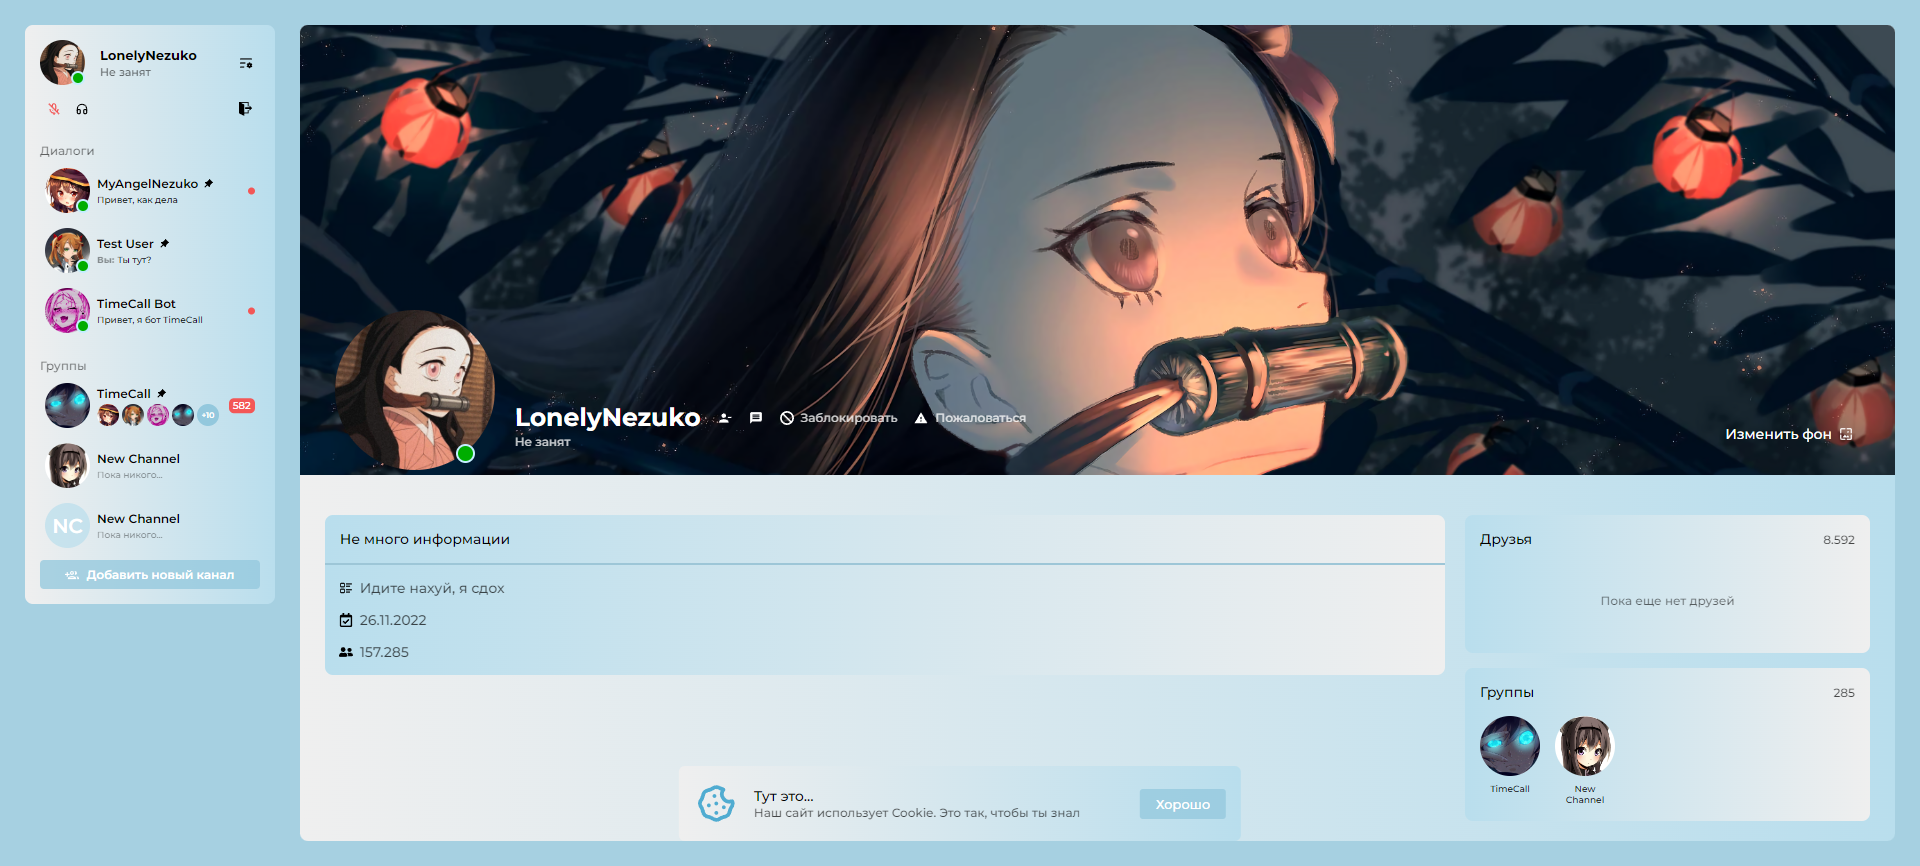 LonelyNezuko
Не занят
Диалоги
MyAngelNezuko
Привет, как дела
Test User
Вы: Ты тут?
TimeCall Bot
Привет, я бот TimeCall
Группы
TimeCall
+10
582
New Channel
Пока никого...
NC
New Channel
Пока никого...
Добавить новый канал
LonelyNezuko
Заблокировать
Пожаловаться
Не занят
Изменить фон
Не много информации
Идите нахуй, я сдох
26.11.2022
157.285
Друзья
8.592
Пока еще нет друзей
Группы
285
TimeCall
New
Channel
Тут это...
Наш сайт использует Cookie. Это так, чтобы ты знал
Хорошо